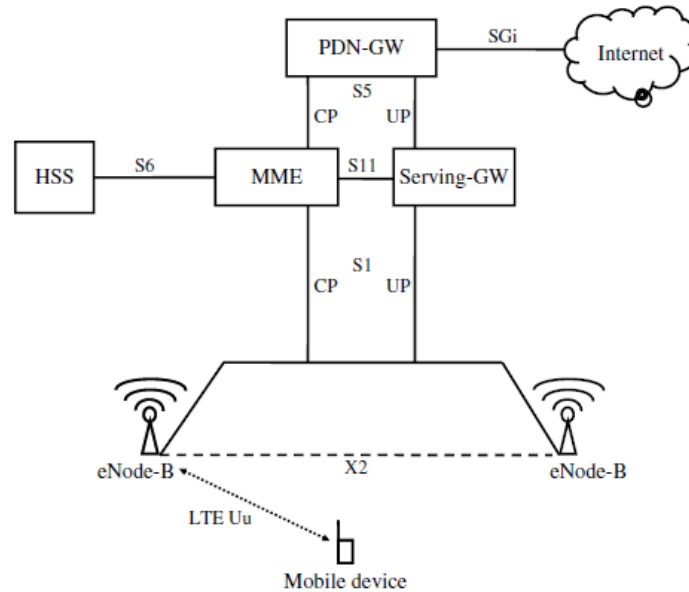 PDN-GW
SGi
Internet
S5
CP
UP
HSS
S6
MME
S11
Serving-GW
S1
CP
UP
eNode-B
X2
eNode-B
LTE Uu
Mobile device